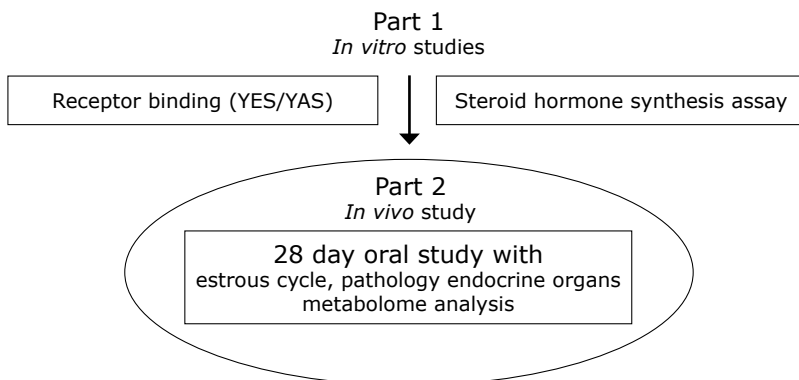 Part 1
In vitro studies
Receptor binding (YES/YAS)
Steroid hormone synthesis assay
Part 2
In vivo study
28 day oral study with
estrous cycle, pathology endocrine organs
metabolome analysis